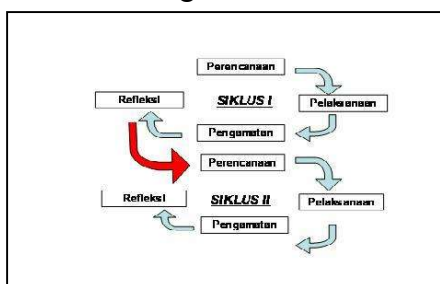 Perencanaan
Refleksi
SIKLUS I
Pelaksanaan
Pengamatan
Perencanaan
Refleksi
SIKLUS II
Pelaksanaan
Pengamatan